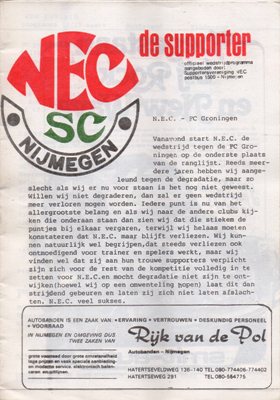 de supporter
NEC
SC
NIJMEGEN
officieel wedstrijdprogramma
aangeboden door:
Supportersvereniging NEC
postbus 1589 - Nijmegen
N.E.C. - FC Groningen
Vanavond start N.E.C. de
wedstrijd tegen de FC Gro-
ningen op de onderste plaats
van de ranglijst. Reeds meer-
dere jaren hebben wij aange-
leund tegen de degradatie, maar zo
slecht als wij er nu voor staan is het nog niet geweest.
Willen wij niet degraderen, dan zal er geen wedstrijd
meer verloren mogen worden. Iedere punt is nu van het
allergrootste belang en als wij naar de andere clubs kij-
ken die onderaan staan dan zien wij dat die stiekem de
puntjes bij elkaar vergaren, terwijl wij helaas moeten
konstateren dat N.E.C. maar blijft verliezen. Wij kun-
nen natuurlijk wel begrijpen,dat steeds verliezen ook
ontmoedigend voor trainer en spelers werkt, maar wij
vinden wel dat zij aan hun trouwe supporters verplicht
zijn zich voor de rest van de kompetitie volledig in te
zetten voor N.E.C.en mocht degradatie niet zijn te ont-
wijken(hoewel wij op een omwenteling hopen) laat dit dan
strijdend gebeuren en laten zij zich niet laten afslach-
ten. N.E.C. veel sukses.
AUTOBANDEN IS EEN ZAAK VAN: • ERVARING • VERTROUWEN • DESKUNDIG PERSONEEL
• VOORRAAD
IN NIJMEGEN EN OMGEVING DUS
TWEE ZAKEN VAN
Rijk van de Pol
Autobanden - Nijmegen
HATERTSEVELDWEG 136-140 TEL 080-774406-774402
HATERTSEWEG 291 TEL 080-564775